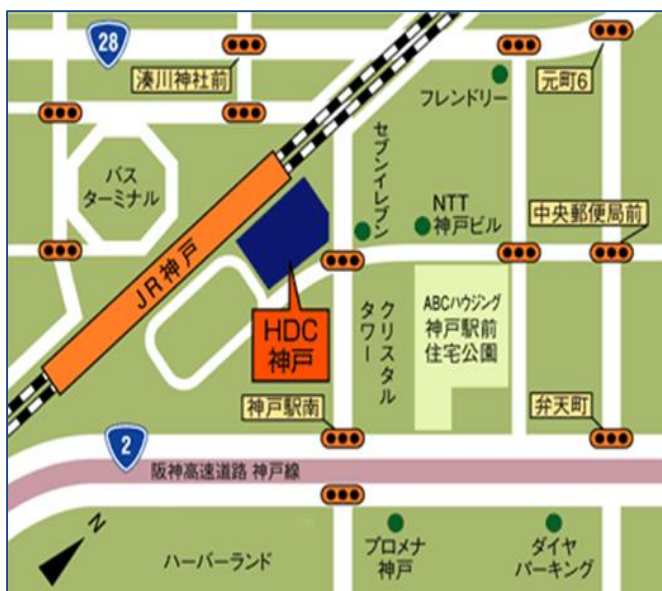 28
湊川神社前
元町6
フレンドリー
バス
ターミナル
セブンイレブン
NTT
神戸ビル
中央郵便局前
JR神戸
HDC
神戸
クリスタル
タワー
ABCハウジング
神戸駅前
住宅公園
神戸駅南
弁天町
2
阪神高速道路 神戸線
N
ハーバーランド
プロメナ
神戸
ダイヤ
パーキング